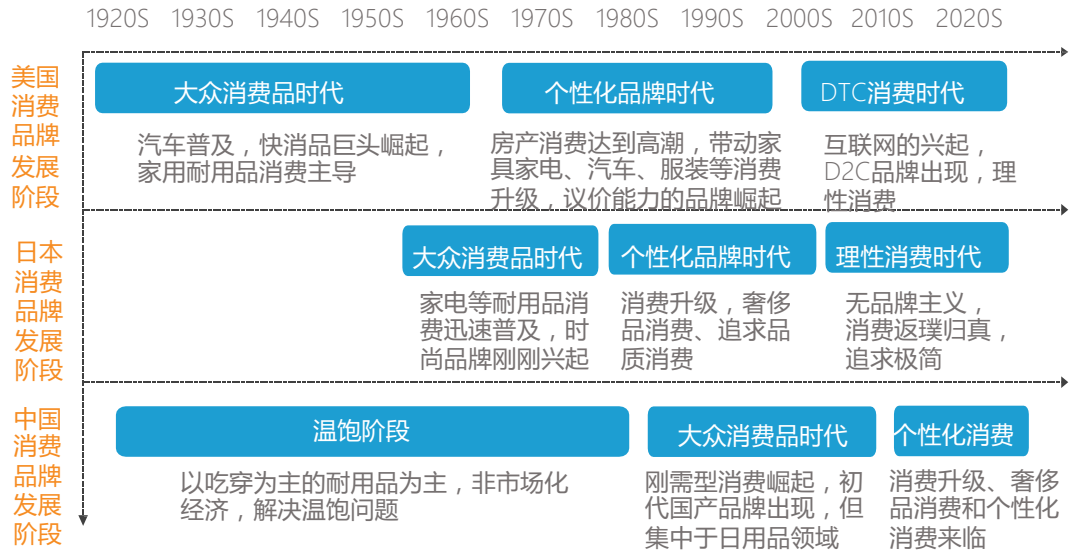 1920S 1930S 1940S 1950S 1960S 1970S 1980S 1990S 2000S 2010S 2020S
美国
消费
品牌
发展
阶段
大众消费品时代
汽车普及，快消品巨头崛起，
家用耐用品消费主导
个性化品牌时代
房产消费达到高潮，带动家
具家电、汽车、服装等消费
升级，议价能力的品牌崛起
DTC消费时代
互联网的兴起，
D2C品牌出现，理
性消费
日本
消费
品牌
发展
阶段
大众消费品时代
家电等耐用品消
费迅速普及，时
尚品牌刚刚兴起
个性化品牌时代
消费升级，奢侈
品消费、追求品
质消费
理性消费时代
无品牌主义，
消费返璞归真，
追求极简
中国
消费
品牌
发展
阶段
温饱阶段
以吃穿为主的耐用品为主，非市场化
经济，解决温饱问题
大众消费品时代
刚需型消费崛起，初
代国产品牌出现，但
集中于日用品领域
个性化消费
消费升级、奢侈
品消费和个性化
消费来临